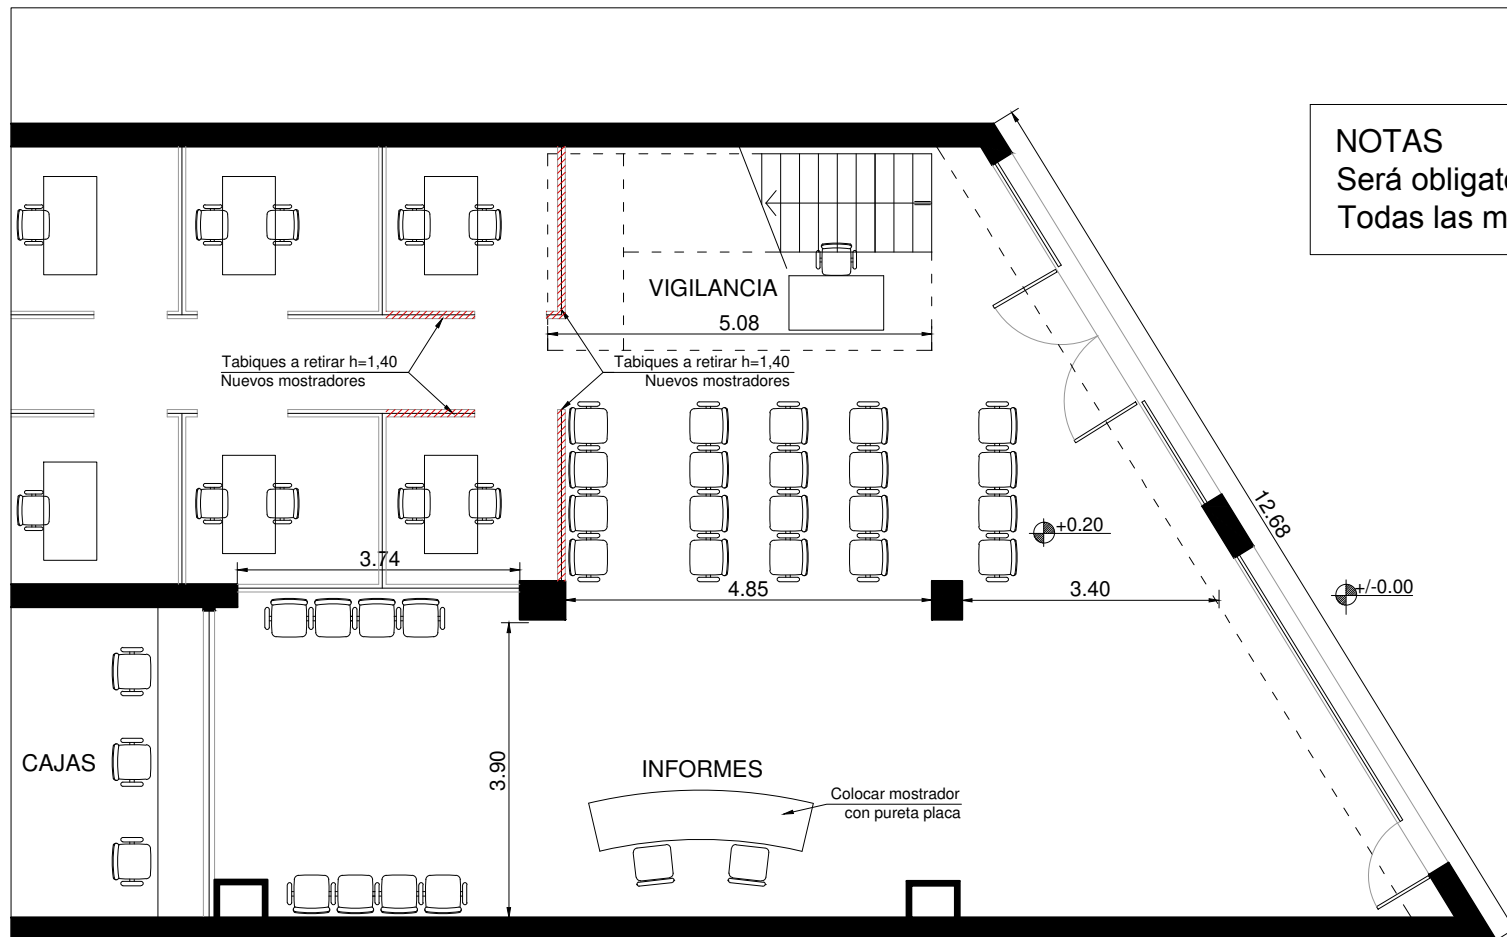 NOTAS
Será obligato
Todas las m
VIGILANCIA
5.08
Tabiques a retirar h=1,40
Nuevos mostradores
Tabiques a retirar h=1,40
Nuevos mostradores
12.68
+0.20
3.74
4.85
3.40
+/-0.00
CAJAS
3.90
INFORMES
Colocar mostrador
con pureta placa